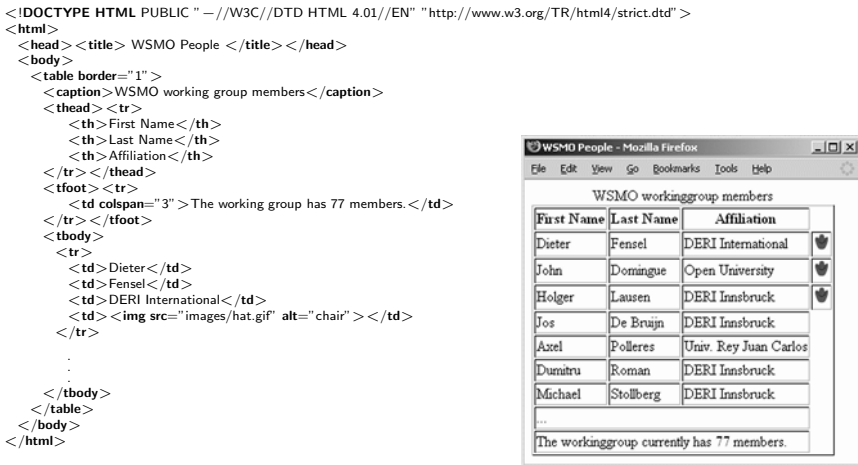 <!DOCTYPE HTML PUBLIC "−//W3C//DTD HTML 4.01//EN" "http://www.w3.org/TR/html4/strict.dtd">
<html>
<head><title> WSMO People </title></head>
<body>
<table border="1">
<caption>WSMO working group members</caption>
<thead><tr>
<th>First Name</th>
<th>Last Name</th>
<th>Affiliation</th>
</tr></thead>
<tfoot><tr>
<td colspan="3">The working group has 77 members.</td>
</tr></tfoot>
<tbody>
<tr>
<td>Dieter</td>
<td>Fensel</td>
<td>DERI International</td>
<td><img src="images/hat.gif" alt="chair"></td>
</tr>
.
.
.
</tbody>
</table>
</body>
</html>
WSMO People - Mozilla Firefox
File Edit View Go Bookmarks Tools Help
WSMO workinggroup members
First Name Last Name Affiliation
Dieter Fensel DERI International
John Domingue Open University
Holger Lausen DERI Innsbruck
Jos De Bruijn DERI Innsbruck
Axel Polleres Univ. Rey Juan Carlos
Dumitru Roman DERI Innsbruck
Michael Stollberg DERI Innsbruck
...
The workinggroup currently has 77 members.